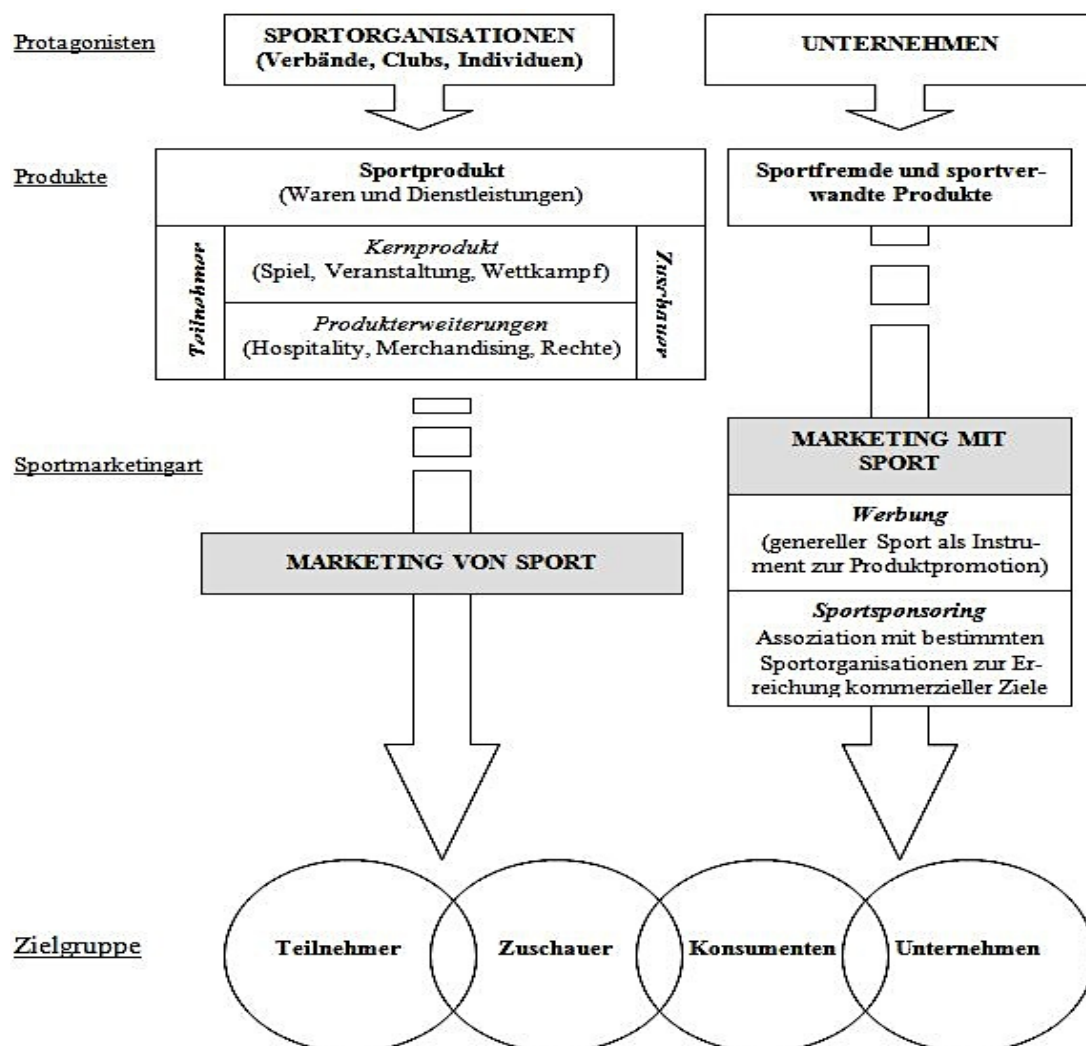 Protagonisten
SPORTORGANISATIONEN
(Verbände, Clubs, Individuen)
UNTERNEHMEN
Produkte
Sportprodukt
(Waren und Dienstleistungen)
Teilnehmer
Kernprodukt
(Spiel, Veranstaltung, Wettkampf)
Produkterweiterungen
(Hospitality, Merchandising, Rechte)
Zuschauer
Sportfremde und sportver-
wandte Produkte
Sportmarketingart
MARKETING VON SPORT
MARKETING MIT
SPORT
Werbung
(genereller Sport als Instru-
ment zur Produktpromotion)
Sportsponsoring
Assoziation mit bestimmten
Sportorganisationen zur Er-
reichung kommerzieller Ziele
Zielgruppe
Teilnehmer
Zuschauer
Konsumenten
Unternehmen